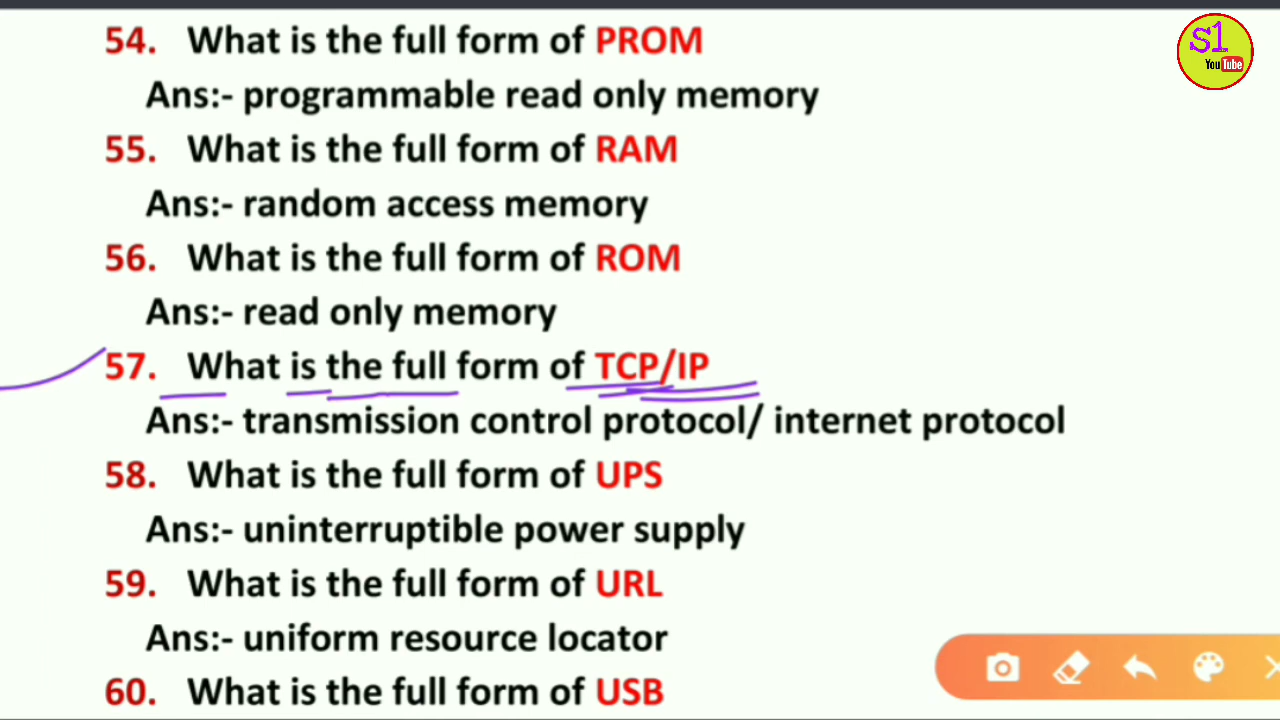 54. What is the full form of PROM
Ans:- programmable read only memory
55. What is the full form of RAM
Ans:- random access memory
56. What is the full form of ROM
Ans:- read only memory
57. What is the full form of TCP/IP
Ans:- transmission control protocol/ internet protocol
58. What is the full form of UPS
Ans:- uninterruptible power supply
59. What is the full form of URL
Ans:- uniform resource locator
60. What is the full form of USB
S1
YouTube